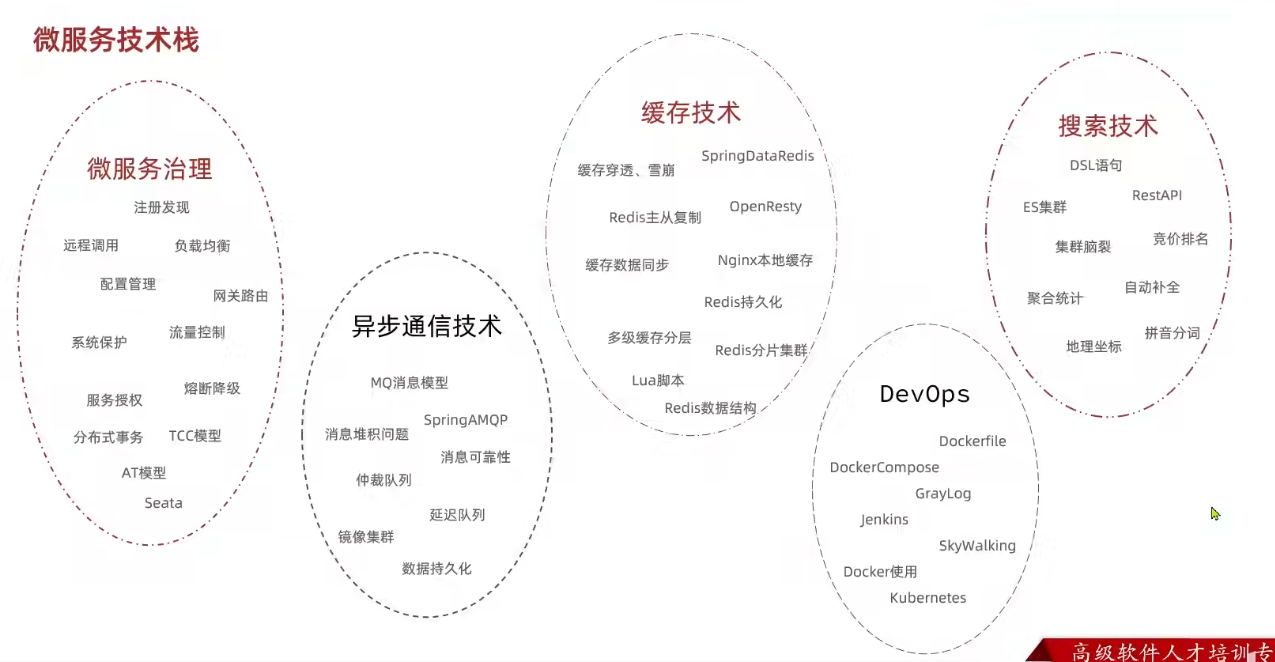 微服务技术栈
微服务治理
注册发现
远程调用
负载均衡
配置管理
网关路由
系统保护
流量控制
服务授权
熔断降级
分布式事务
TCC模型
AT模型
Seata
异步通信技术
MQ消息模型
SpringAMQP
消息堆积问题
消息可靠性
仲裁队列
延迟队列
镜像集群
数据持久化
缓存技术
SpringDataRedis
缓存穿透、雪崩
OpenResty
Redis主从复制
Nginx本地缓存
缓存数据同步
Redis持久化
多级缓存分层
Redis分片集群
Lua脚本
Redis数据结构
DevOps
Dockerfile
DockerCompose
GrayLog
Jenkins
SkyWalking
Docker使用
Kubernetes
搜索技术
DSL语句
RestAPI
ES集群
竞价排名
集群脑裂
自动补全
聚合统计
拼音分词
地理坐标
高级软件人才培训专